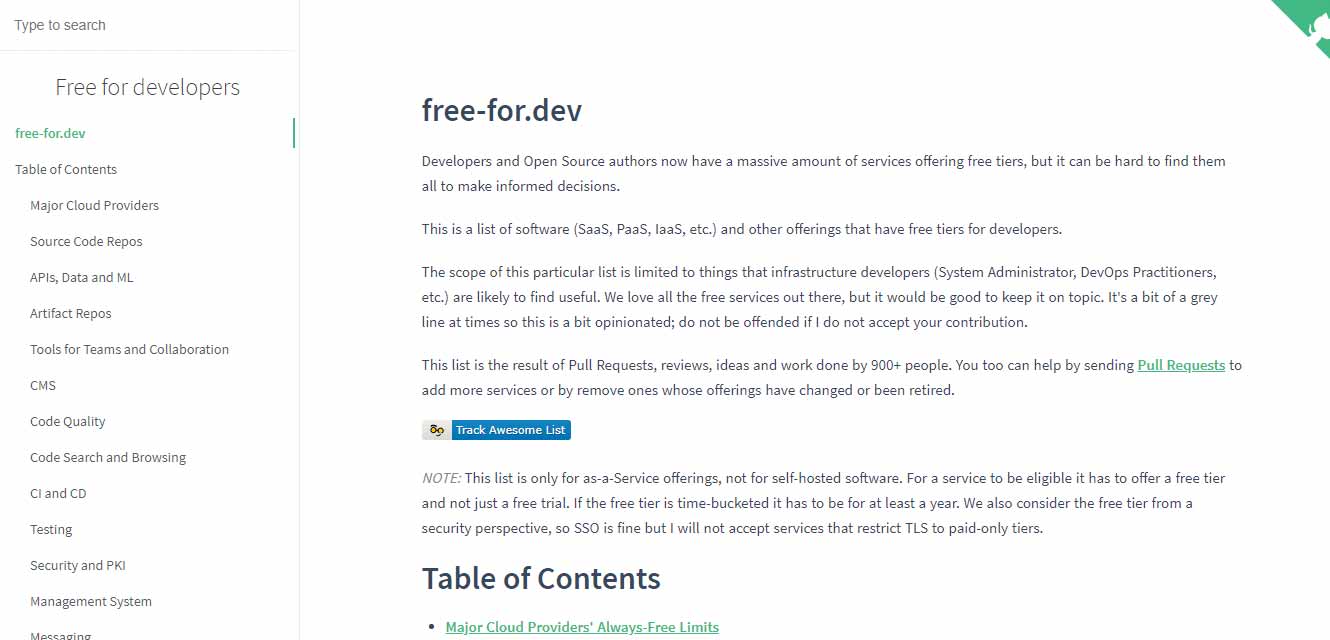 Type to search
Free for developers
free-for.dev
Table of Contents
Major Cloud Providers
Source Code Repos
APIs, Data and ML
Artifact Repos
Tools for Teams and Collaboration
CMS
Code Quality
Code Search and Browsing
CI and CD
Testing
Security and PKI
Management System
Messaging
free-for.dev
Developers and Open Source authors now have a massive amount of services offering free tiers, but it can be hard to find them
all to make informed decisions.
This is a list of software (SaaS, PaaS, IaaS, etc.) and other offerings that have free tiers for developers.
The scope of this particular list is limited to things that infrastructure developers (System Administrator, DevOps Practitioners,
etc.) are likely to find useful. We love all the free services out there, but it would be good to keep it on topic. It's a bit of a grey
line at times so this is a bit opinionated; do not be offended if I do not accept your contribution.
This list is the result of Pull Requests, reviews, ideas and work done by 900+ people. You too can help by sending Pull Requests to
add more services or by remove ones whose offerings have changed or been retired.
Track Awesome List
NOTE: This list is only for as-a-Service offerings, not for self-hosted software. For a service to be eligible it has to offer a free tier
and not just a free trial. If the free tier is time-bucketed it has to be for at least a year. We also consider the free tier from a
security perspective, so SSO is fine but I will not accept services that restrict TLS to paid-only tiers.
Table of Contents
• Major Cloud Providers' Always-Free Limits